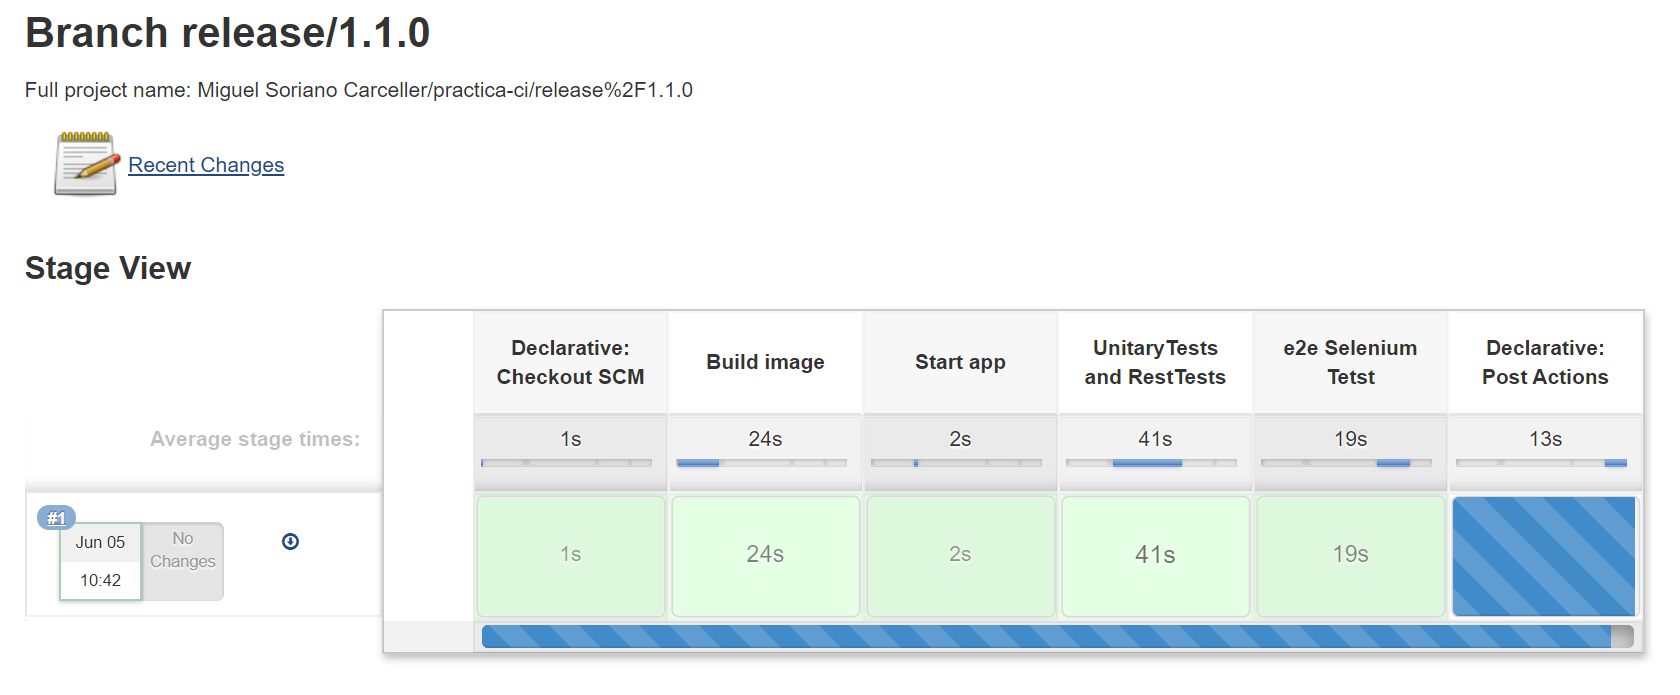 Branch release/1.1.0
Full project name: Miguel Soriano Carceller/practica-ci/release%2F1.1.0
Recent Changes
Stage View
Declarative:
Checkout SCM
Build image
Start app
UnitaryTests
and RestTests
e2e Selenium
Tetst
Declarative:
Post Actions
Average stage times:
1s
24s
2s
41s
19s
13s
#1
Jun 05
10:42
No
Changes
1s
24s
2s
41s
19s